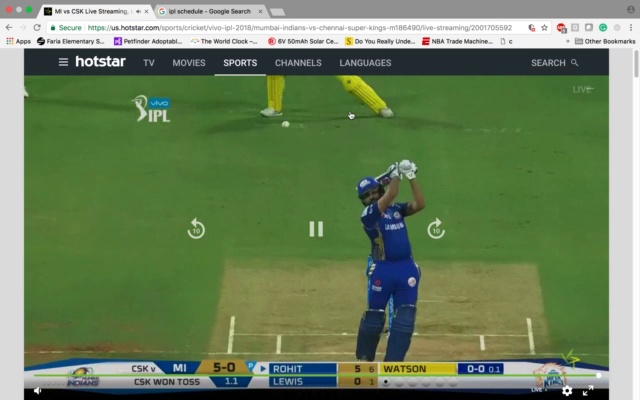 MI vs CSK Live Streaming,
ipl schedule - Google Search
Secure https://us.hotstar.com/sports/cricket/vivo-ipl-2018/mumbai-indians-vs-chennai-super-kings-m186490/live-streaming/2001705592
Apps Faria Elementary S... Petfinder Adoptabl... The World Clock —... 6V 50mAh Solar Ce... Do You Really Unde... NBA Trade Machine... c » Other Bookmarks
hotstar TV MOVIES SPORTS CHANNELS LANGUAGES SEARCH
LIVE
vivo
IPL
SAMSUNG
10 10
CSK v MI 5-0 P ROHIT 5 6 WATSON 0-0 0.1
CSK WON TOSS 1.1 LEWIS 0 1
INDIANS LIVE